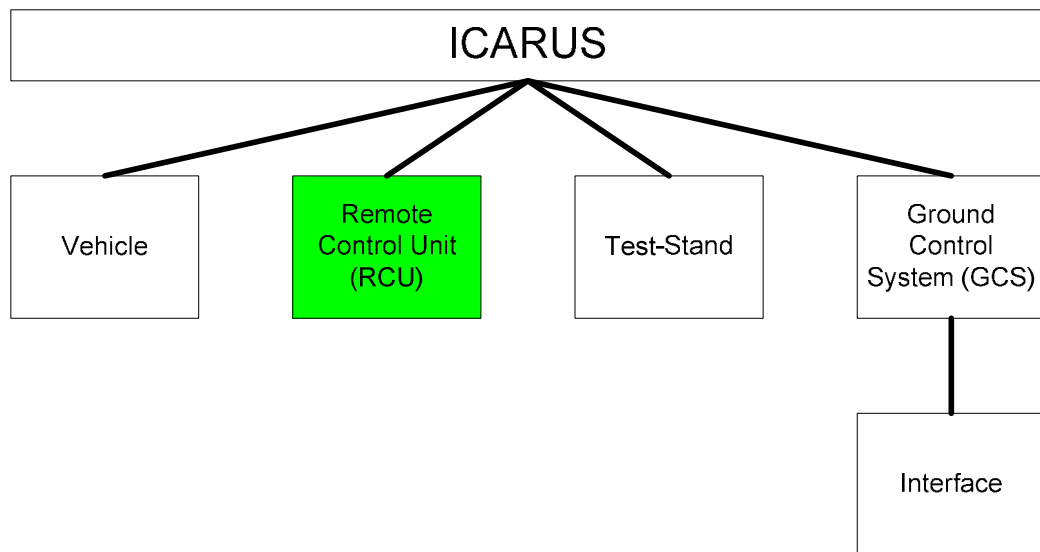 ICARUS
Vehicle
Remote
Control Unit
(RCU)
Test-Stand
Ground
Control
System (GCS)
Interface